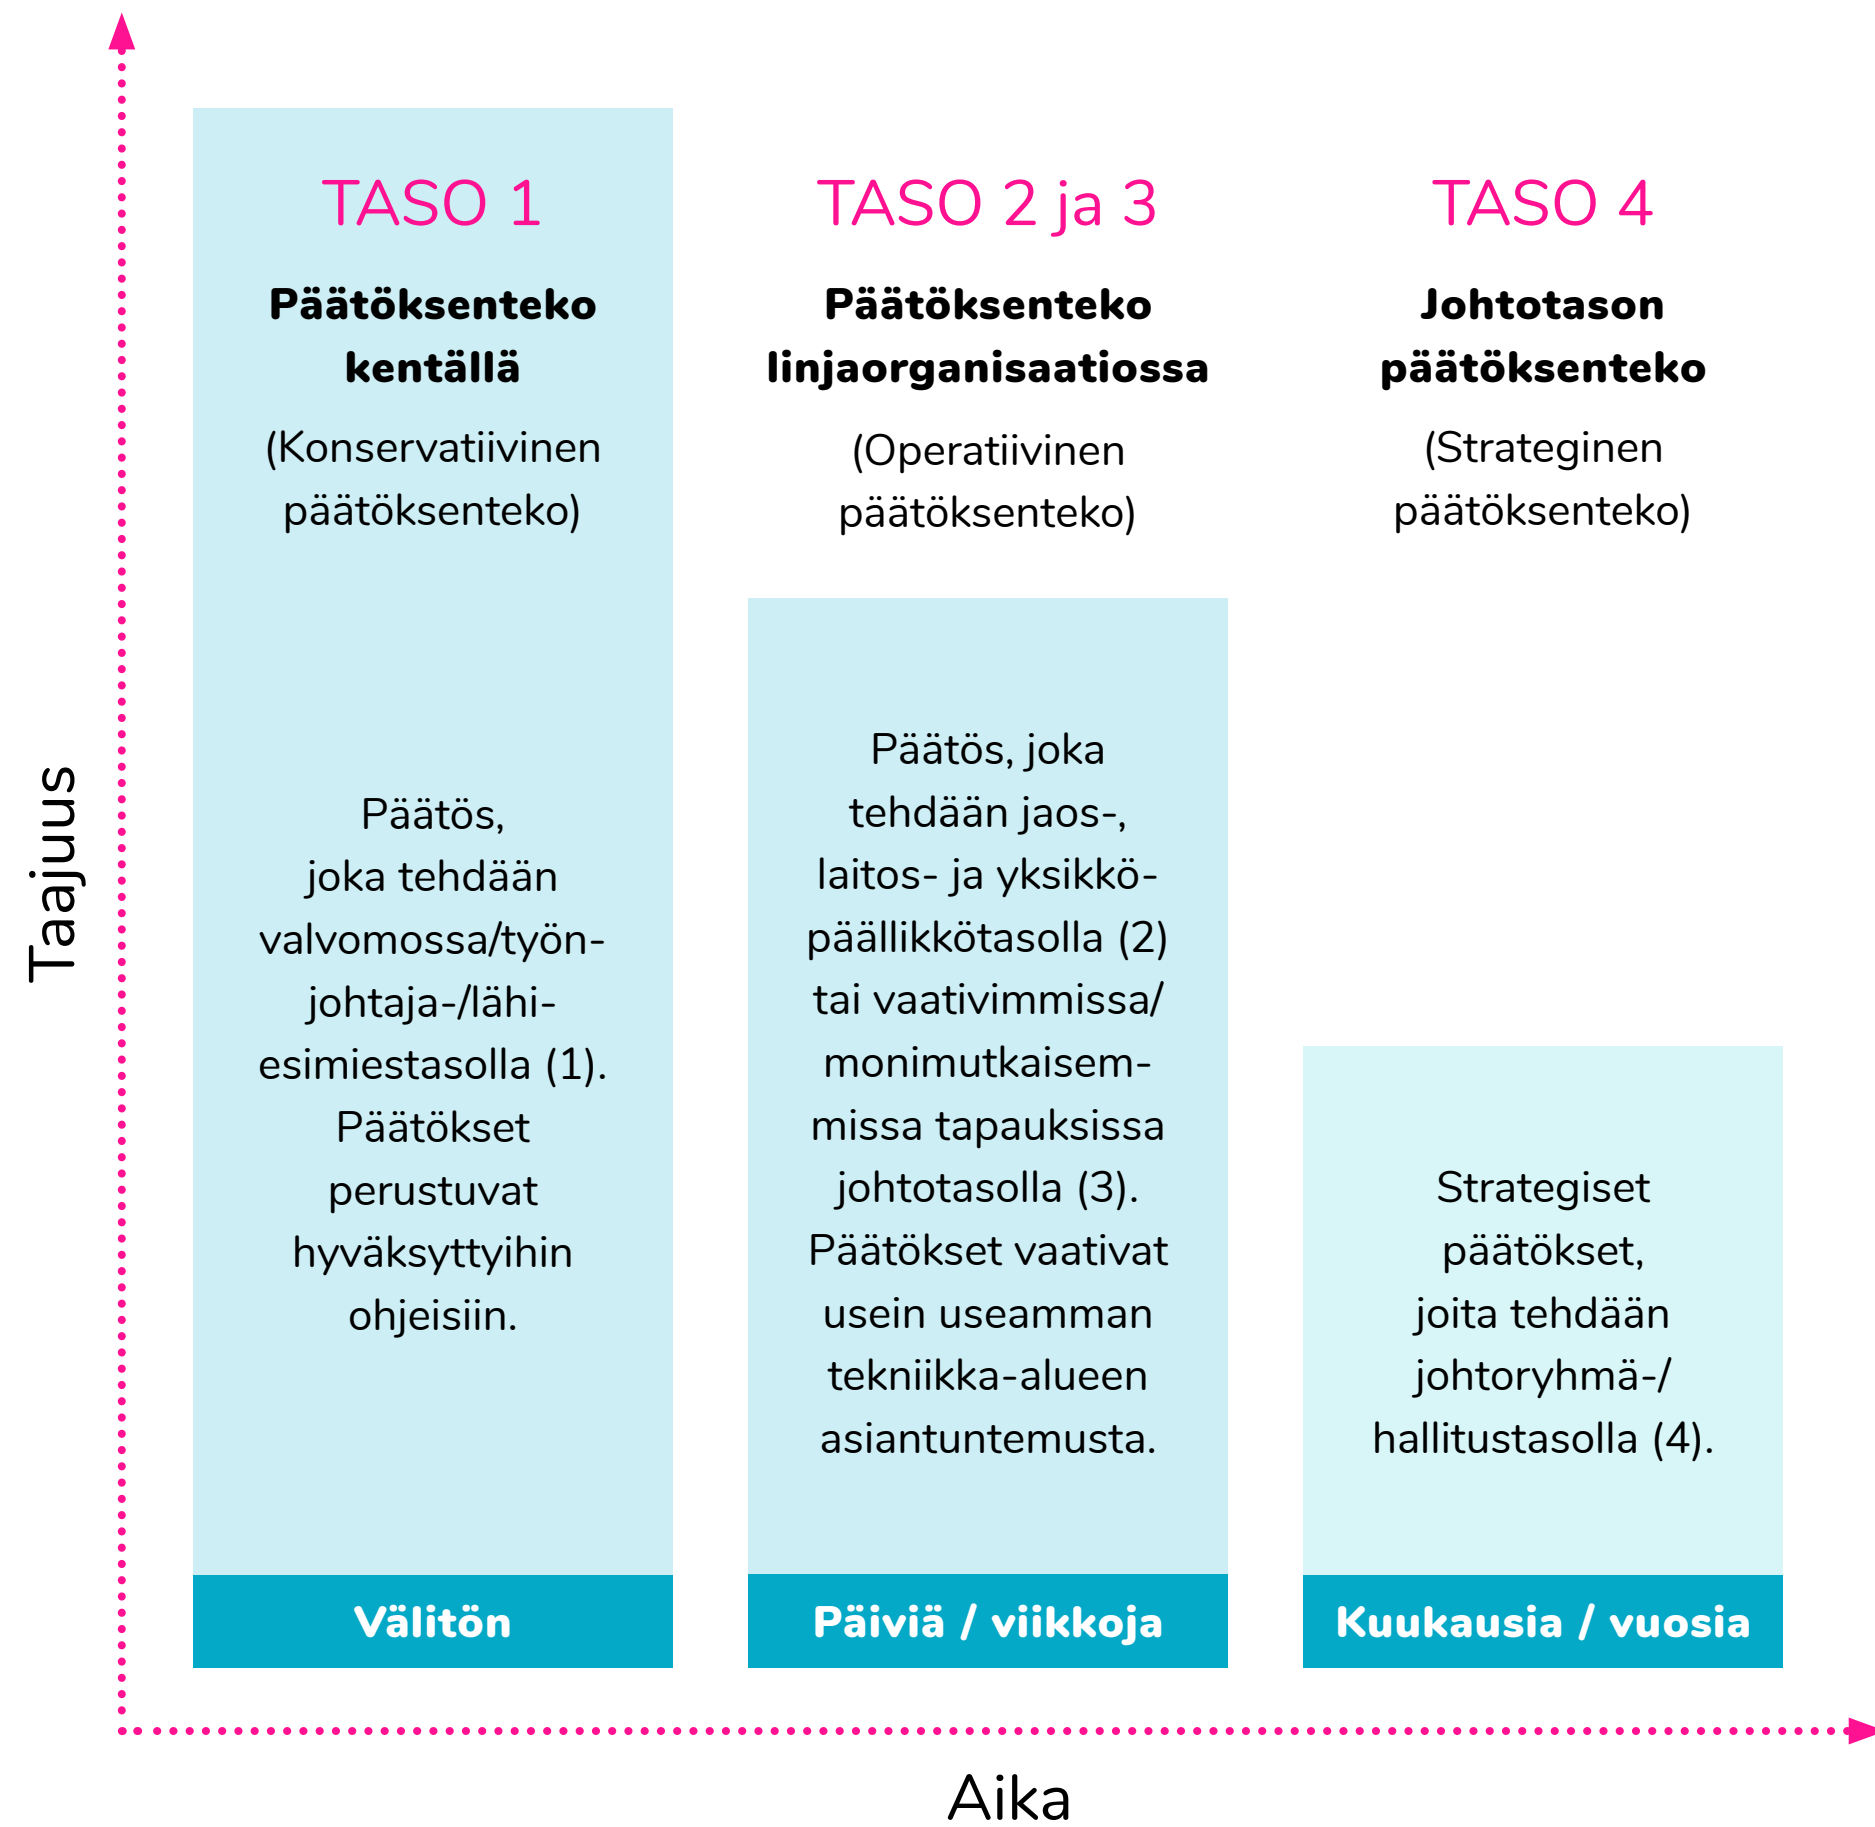 Taajuus
TASO 1
Päätöksenteko
kentällä
(Konservatiivinen
päätöksenteko)
Päätös,
joka tehdään
valvomossa/työn-
johtaja-/lähi-
esimiestasolla (1).
Päätökset
perustuvat
hyväksyttyihin
ohjeisiin.
Välitön
TASO 2 ja 3
Päätöksenteko
linjaorganisaatiossa
(Operatiivinen
päätöksenteko)
Päätös, joka
tehdään jaos-,
laitos- ja yksikkö-
päällikkötasolla (2)
tai vaativimmissa/
monimutkaisem-
missa tapauksissa
johtotasolla (3).
Päätökset vaativat
usein useamman
tekniikka-alueen
asiantuntemusta.
Päiviä / viikkoja
TASO 4
Johtotason
päätöksenteko
(Strateginen
päätöksenteko)
Strategiset
päätökset,
joita tehdään
johtoryhmä-/
hallitustasolla (4).
Kuukausia / vuosia
Aika